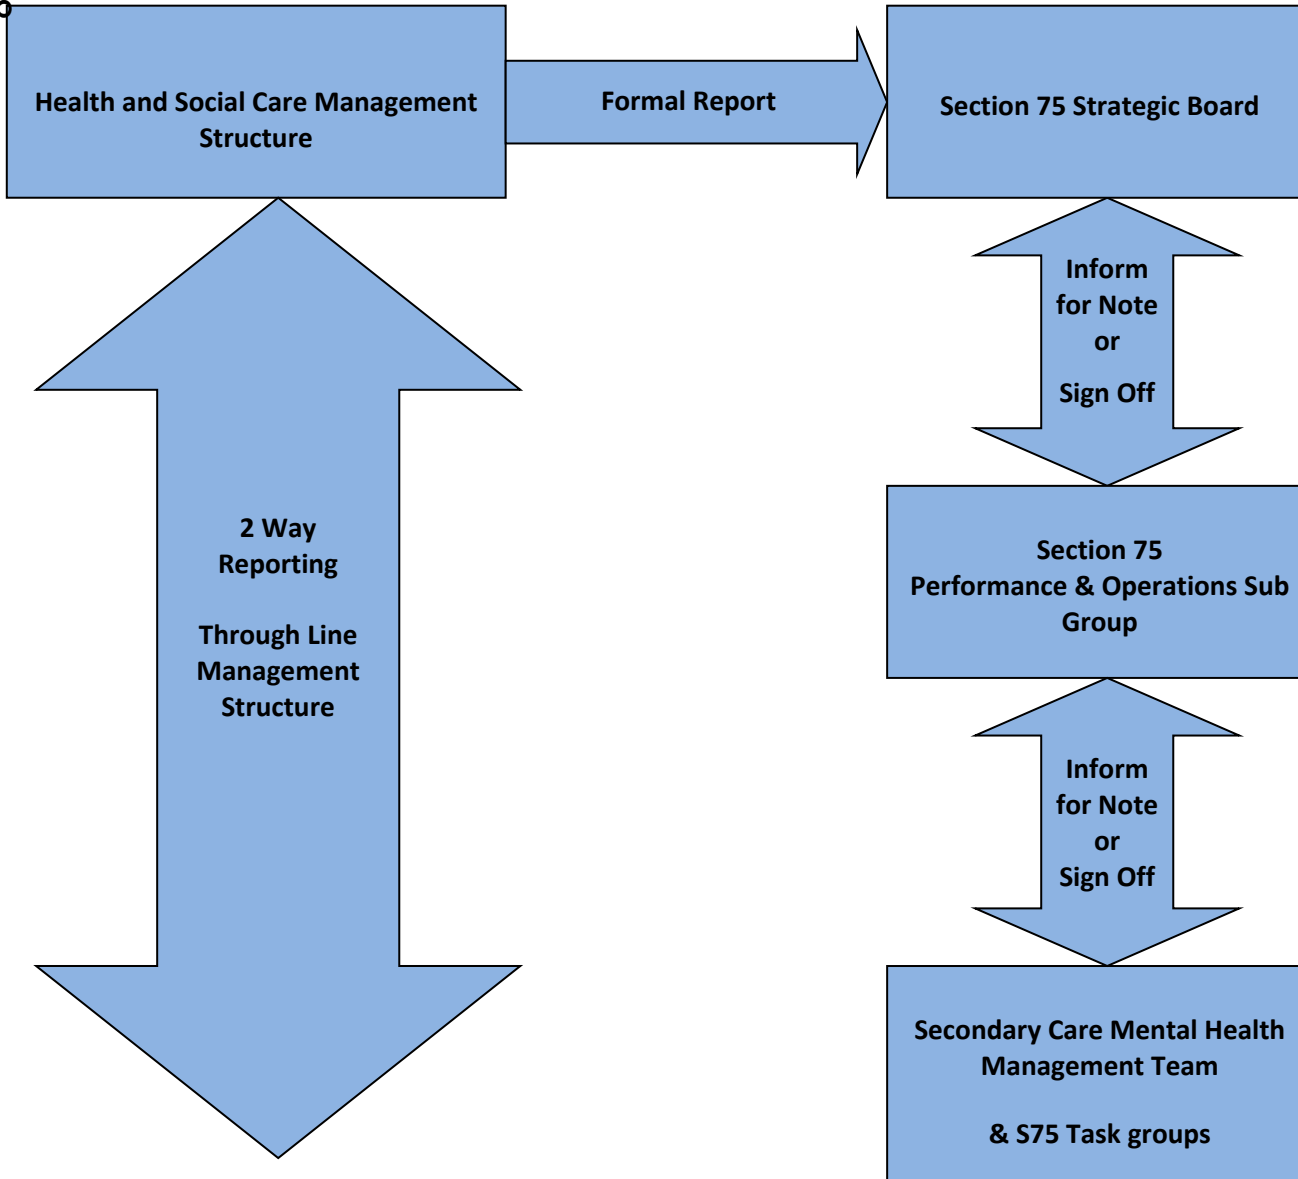 Health and Social Care Management
Structure
Formal Report
Section 75 Strategic Board
Inform
for Note
or
Sign Off
2 Way
Reporting
Through Line
Management
Structure
Section 75
Performance & Operations Sub
Group
Inform
for Note
or
Sign Off
Secondary Care Mental Health
Management Team
& S75 Task groups